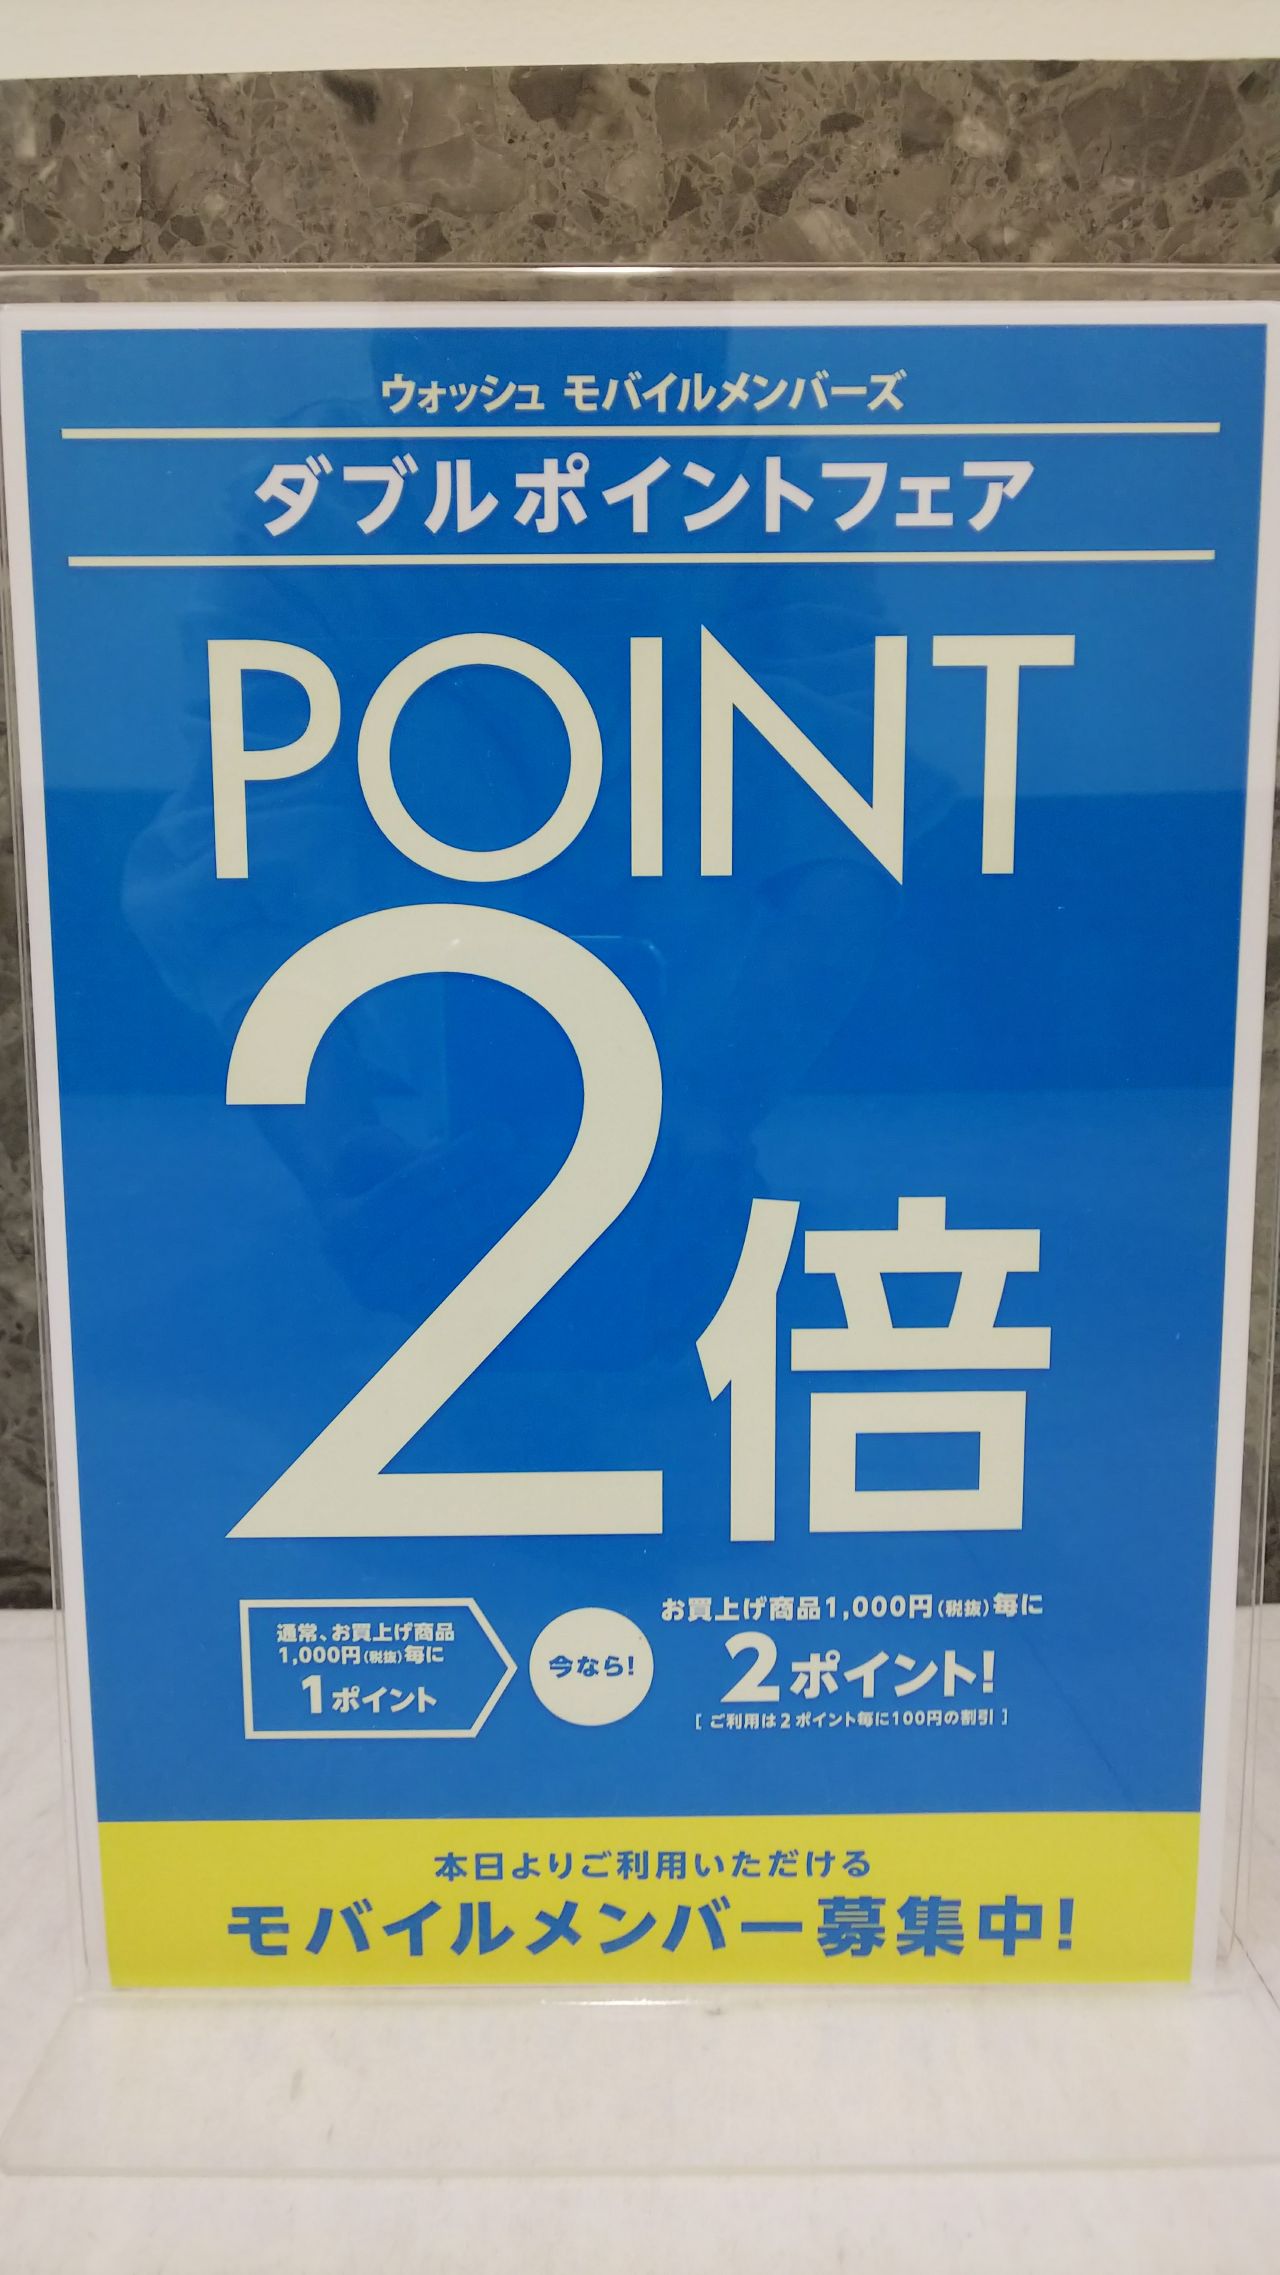 ウォッシュ モバイルメンバーズ
ダブルポイントフェア
POINT
2倍
通常、お買上げ商品
1,000円(税抜)毎に
1ポイント
今なら!
お買上げ商品1,000円(税抜)毎に
2ポイント!
[ ご利用は2ポイント毎に100円の割引 ]
本日よりご利用いただける
モバイルメンバー募集中!